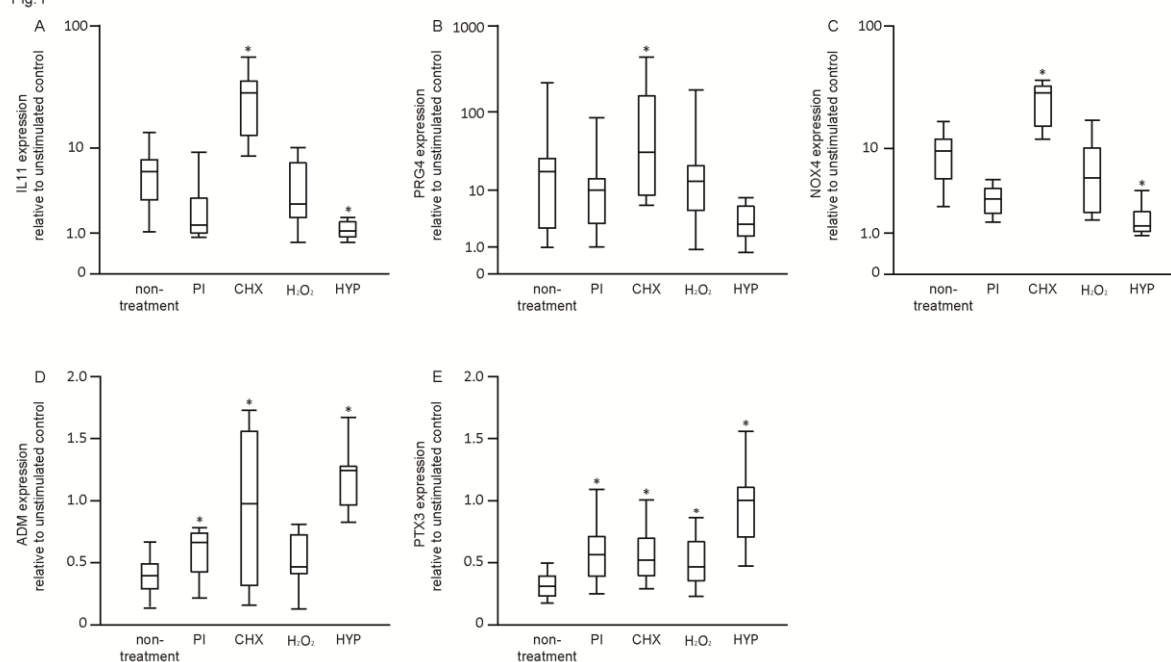 Fig.1
A
IL11 expression
relative to unstimulated control
100
10
1.0
0
*
*
non-treatment PI CHX H₂O₂ HYP
B
PRG4 expression
relative to unstimulated control
1000
100
10
1.0
0
*
non-treatment PI CHX H₂O₂ HYP
C
NOX4 expression
relative to unstimulated control
100
10
1.0
0
*
*
non-treatment PI CHX H₂O₂ HYP
D
ADM expression
relative to unstimulated control
2.0
1.5
1.0
0.5
0
*
*
*
non-treatment PI CHX H₂O₂ HYP
E
PTX3 expression
relative to unstimulated control
2.0
1.5
1.0
0.5
0
*
*
*
*
non-treatment PI CHX H₂O₂ HYP